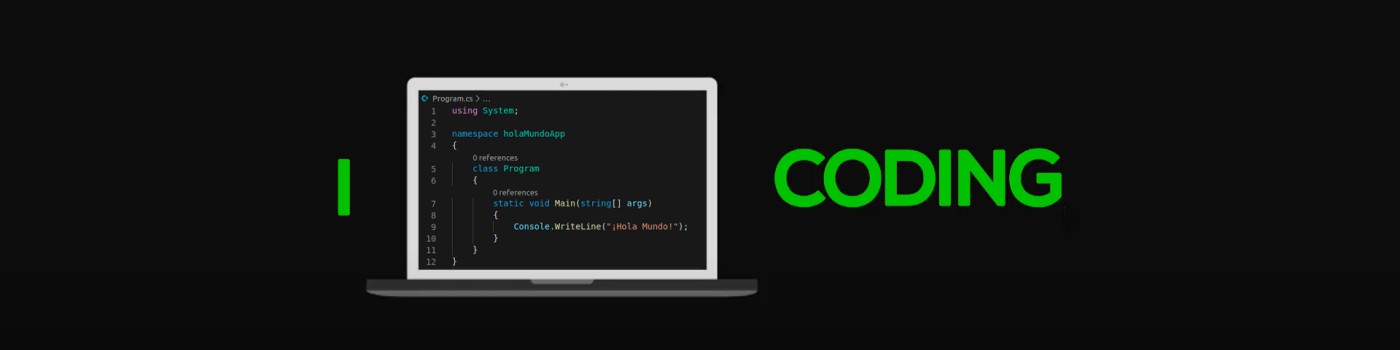 I
Program.cs > ...
1 using System;
2
3 namespace holaMundoApp
4 {
0 references
5 class Program
6 {
0 references
7 static void Main(string[] args)
8 {
9 Console.WriteLine("¡Hola Mundo!");
10 }
11 }
12 }
CODING